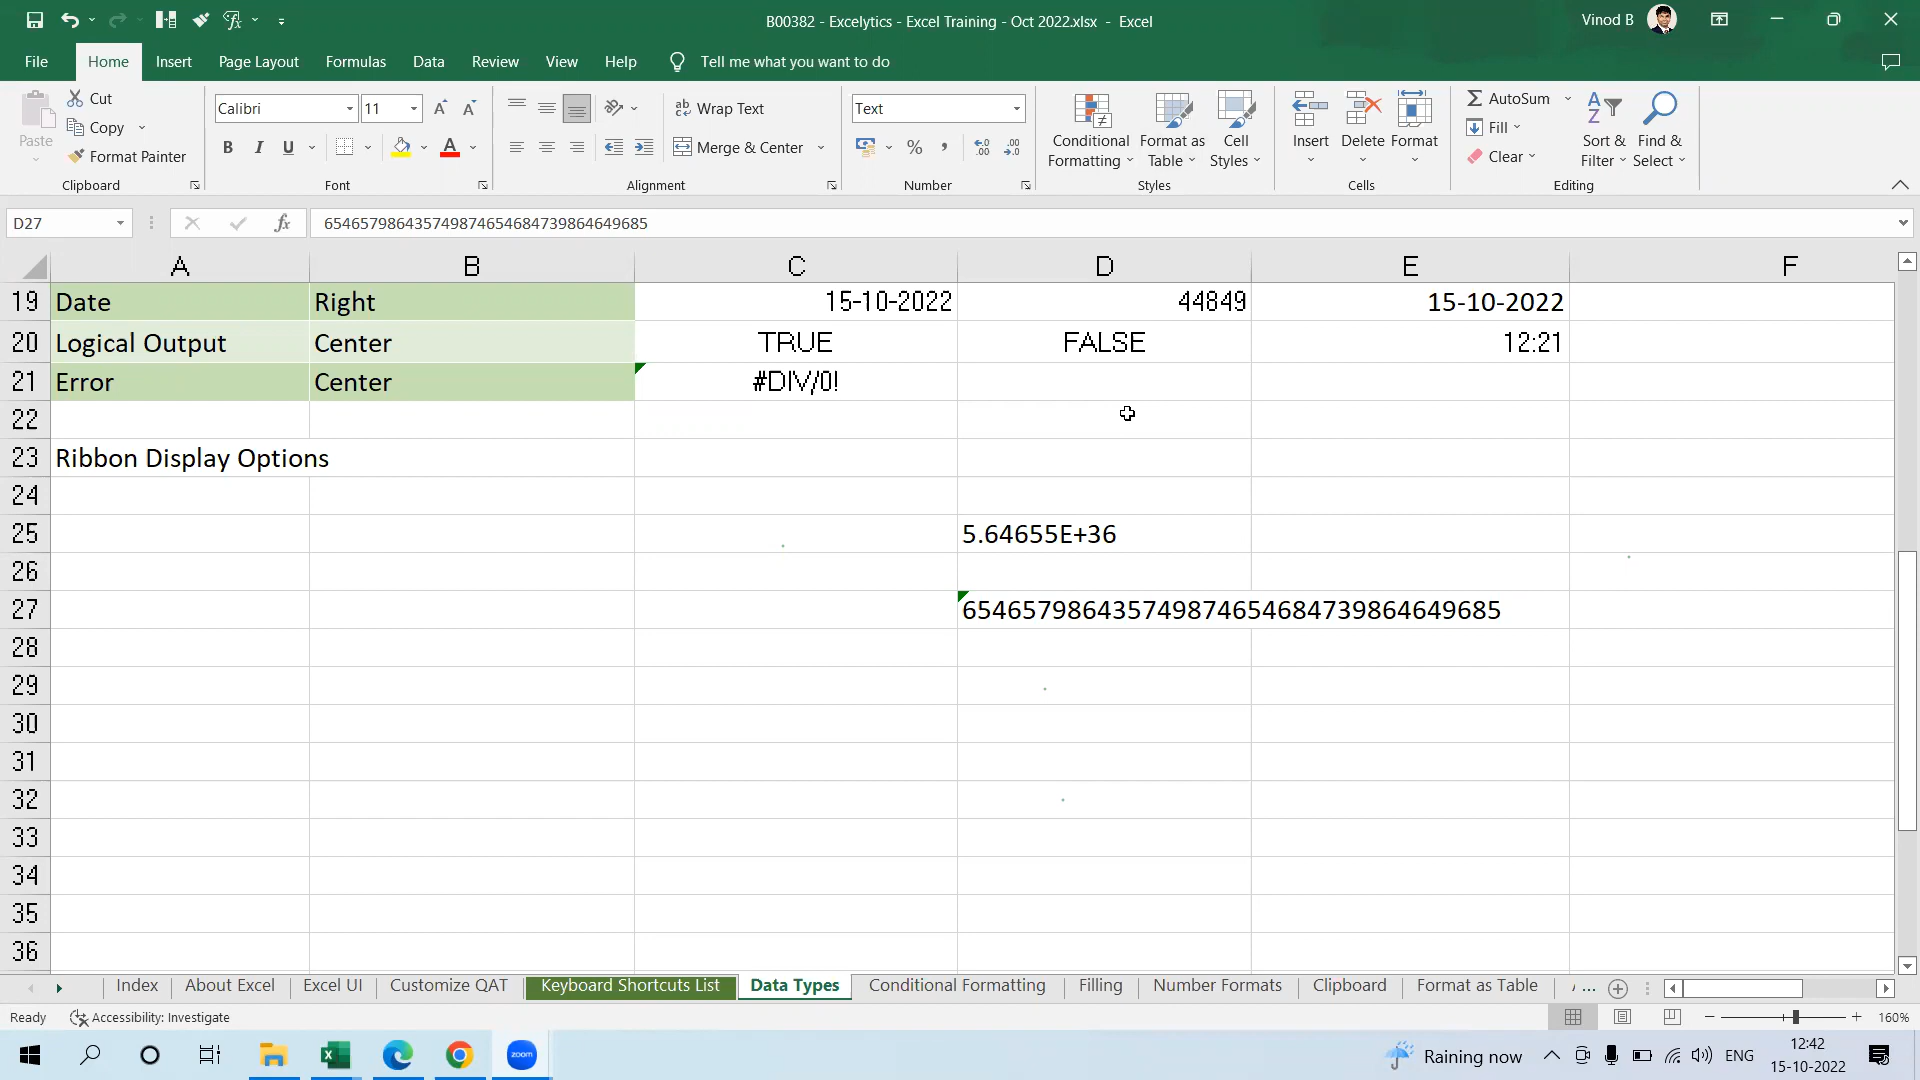 B00382 - Excelytics - Excel Training - Oct 2022.xlsx - Excel
Vinod B
File Home Insert Page Layout Formulas Data Review View Help Tell me what you want to do
Paste
Cut
Copy
Format Painter
Clipboard
Calibri 11
B I U
Font
Wrap Text
Merge & Center
Alignment
Text
Number
Conditional Formatting
Format as Table
Cell Styles
Styles
Insert Delete Format
Cells
AutoSum
Fill
Clear
Sort & Filter
Find & Select
Editing
D27 fx 654657986435749874654684739864649685
A B C D E F
19 Date Right 15-10-2022 44849 15-10-2022
20 Logical Output Center TRUE FALSE 12:21
21 Error Center #DIV/0!
22
23 Ribbon Display Options
24
25 5.64655E+36
26
27 654657986435749874654684739864649685
28
29
30
31
32
33
34
35
36
Index About Excel Excel UI Customize QAT Keyboard Shortcuts List Data Types Conditional Formatting Filling Number Formats Clipboard Format as Table ...
Ready Accessibility: Investigate 160%
zoom Raining now ENG 12:42
15-10-2022